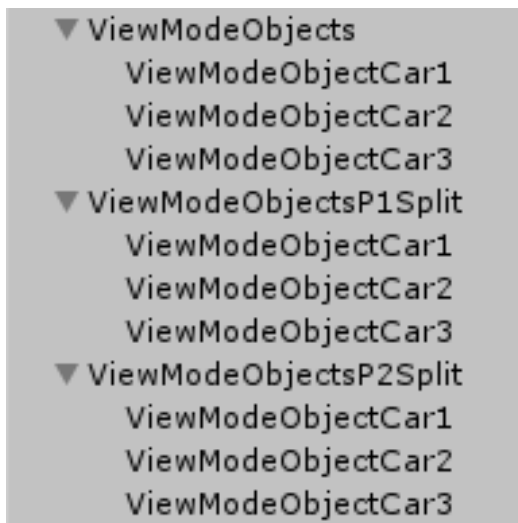 ViewModeObjects
ViewModeObjectCar1
ViewModeObjectCar2
ViewModeObjectCar3
ViewModeObjectsP1Split
ViewModeObjectCar1
ViewModeObjectCar2
ViewModeObjectCar3
ViewModeObjectsP2Split
ViewModeObjectCar1
ViewModeObjectCar2
ViewModeObjectCar3